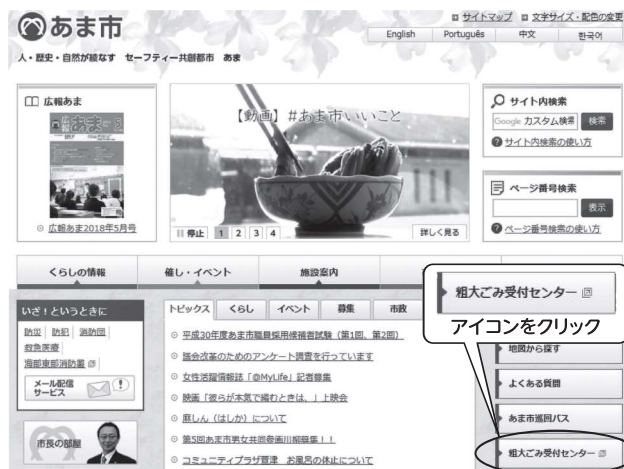 サイトマップ 文字サイズ・配色の変更
あま市
English Português 中文 한국어
人・歴史・自然が綾なす セーフティー共創都市 あま
広報あま
広報あま2018年5月号
【動画】#あま市いいこと
停止 1 2 3 4
詳しく見る
サイト内検索
Google カスタム検索 検索
サイト内検索の使い方
ページ番号検索
表示
ページ番号検索の使い方
くらしの情報 催し・イベント 施設案内
粗大ごみ受付センター
アイコンをクリック
いざ!というときに
防災 防犯 消防団
救急医療
海部東部消防署
メール配信
サービス
市長の部屋
トピックス くらし イベント 募集 市政
平成30年度あま市職員採用候補者試験(第1回、第2回)
議会改革のためのアンケート調査を行っています
女性活躍情報誌「@MyLife」記者募集
映画「彼らが本気で編むときは、」上映会
麻しん(はしか)について
第5回あま市男女共同参画川柳募集!!
コミュニティプラザ萱津 お風呂の休止について
地図から探す
よくある質問
あま市巡回バス
粗大ごみ受付センター